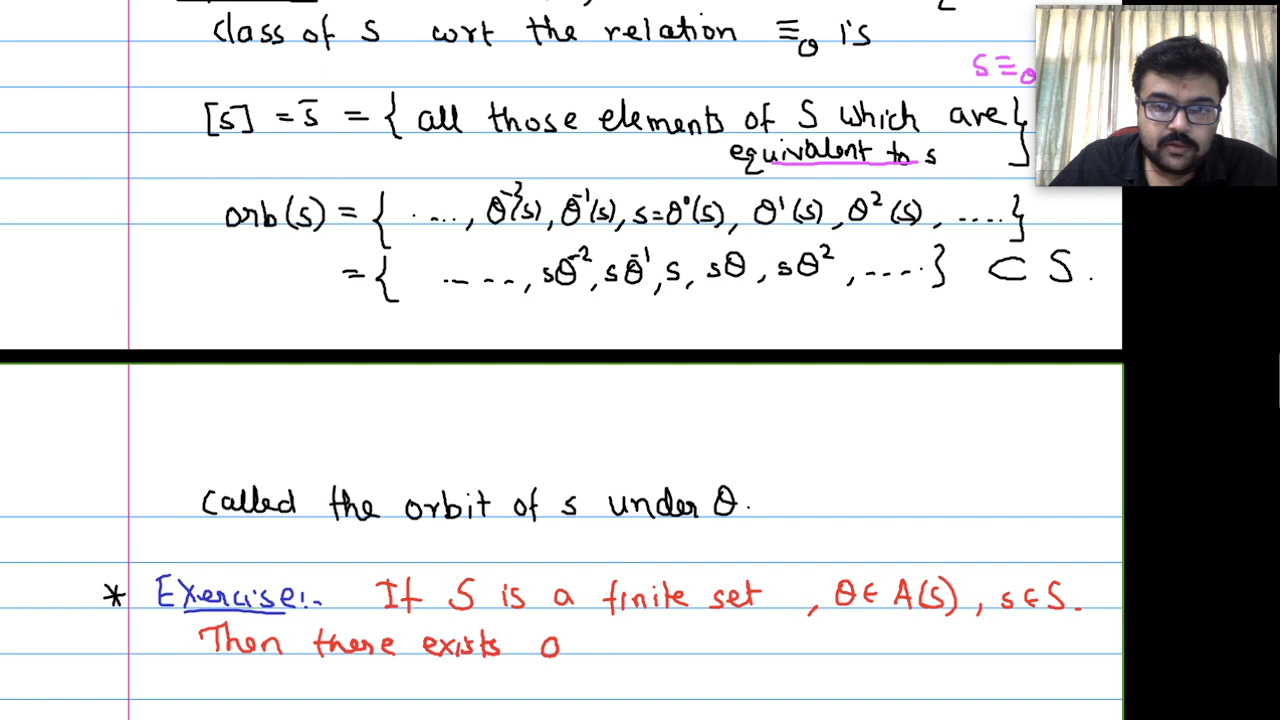 class of s wrt the relation ≡θ is
s ≡θ
[s] = s̄ = { all those elements of S which are }
equivalent to s
orb(s) = { ....., θ⁻²(s), θ⁻¹(s), s=θ⁰(s), θ¹(s), θ²(s), ..... }
= { ....., sθ⁻², sθ⁻¹, s, sθ, sθ², ..... } ⊂ S.
called the orbit of s under θ.
* Exercise:- If S is a finite set , θ∈ A(S), s∈S.
Then there exists a